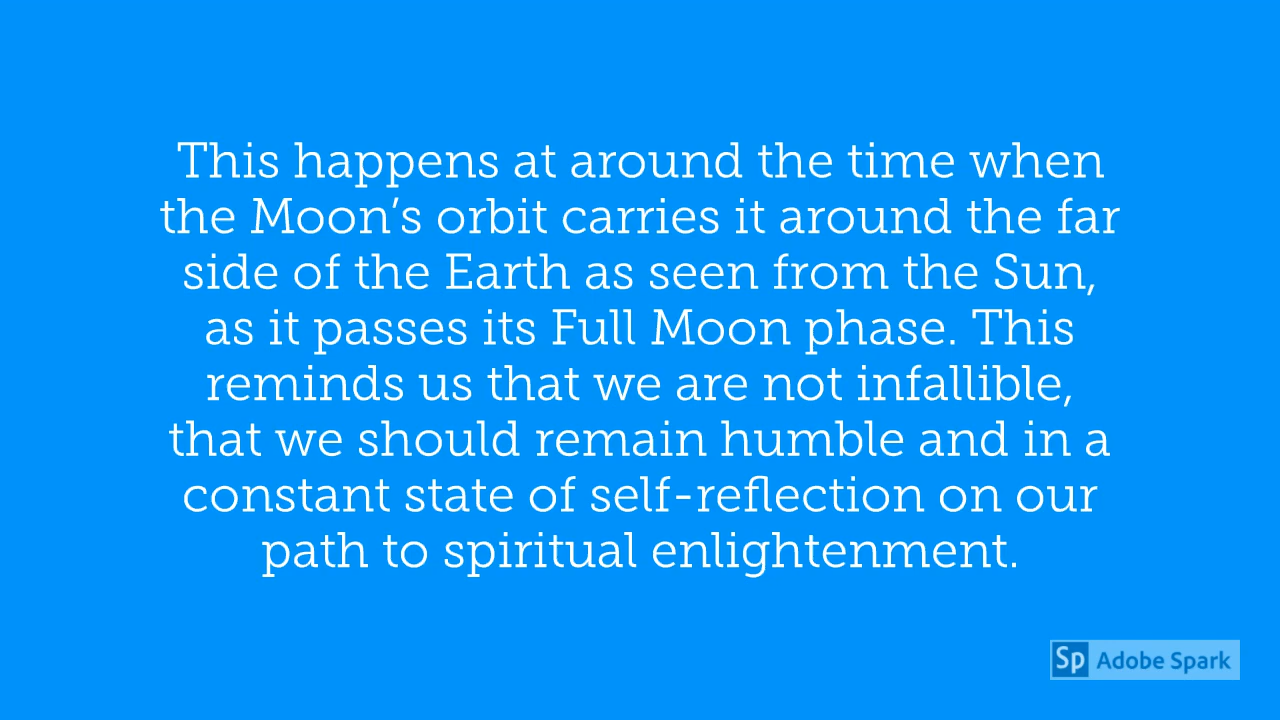 This happens at around the time when
the Moon’s orbit carries it around the far
side of the Earth as seen from the Sun,
as it passes its Full Moon phase. This
reminds us that we are not infallible,
that we should remain humble and in a
constant state of self-reflection on our
path to spiritual enlightenment.
Sp Adobe Spark